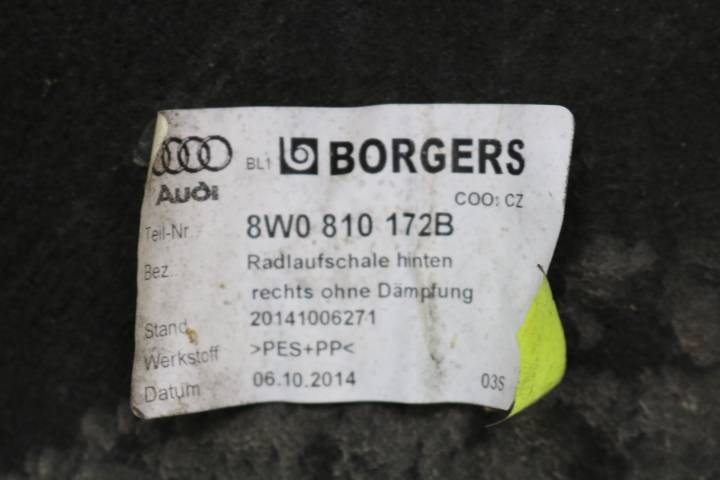 BL1 BORGERS
Audi
COO: CZ
Teil-Nr. 8W0 810 172B
Bez. Radlaufschale hinten
rechts ohne Dämpfung
Stand 20141006271
Werkstoff >PES+PP<
Datum 06.10.2014 03S